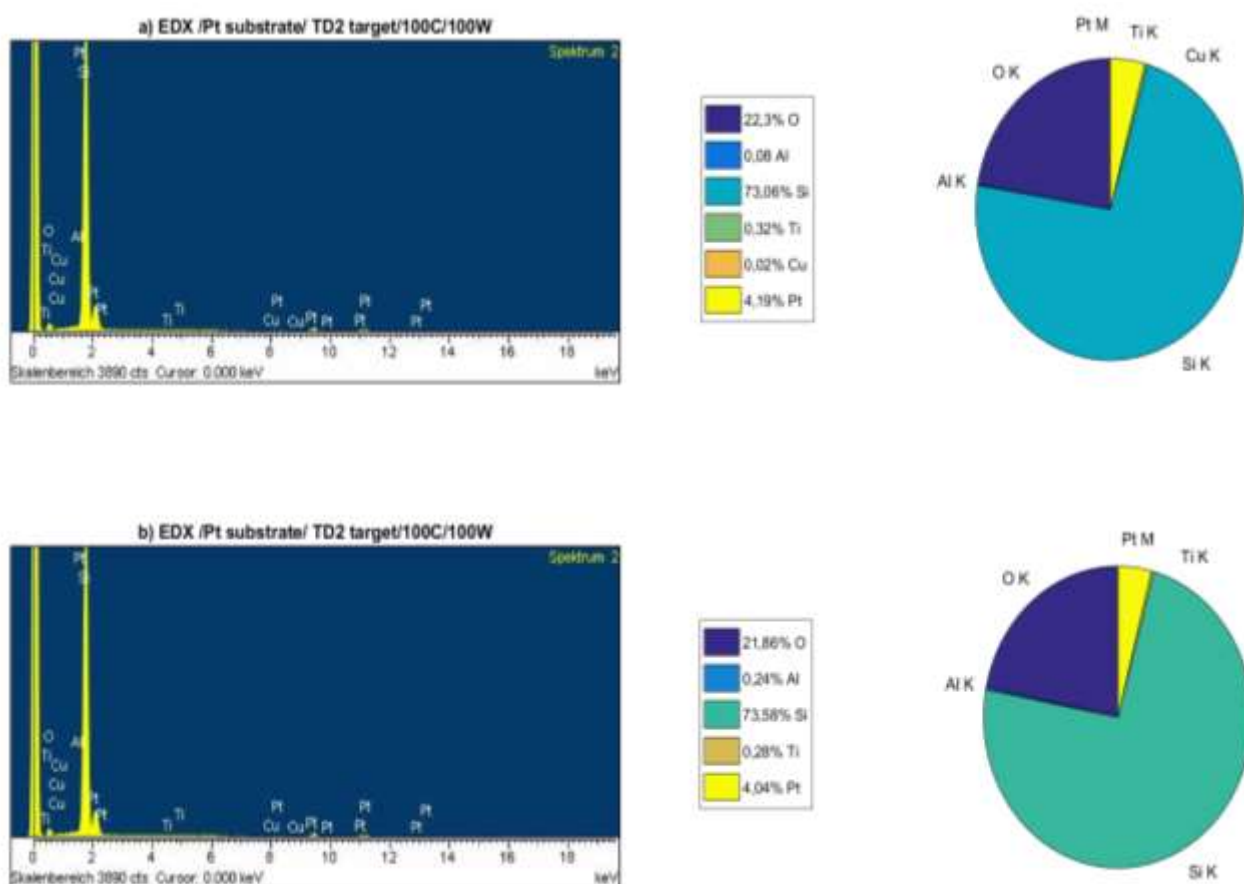 a) EDX /Pt substrate/ TD2 target/100C/100W
Spektrum 2
Pt
Si
O
Al
Ti
Cu
Cu
Cu
Ti
Pt
Pt
Ti
Ti
Pt
Cu
Cu
Pt
Pt
Pt
Pt
Pt
Pt
0 2 4 6 8 10 12 14 16 18
Skalenbereich 3890 cts Cursor: 0.000 keV
keV
22,3% O
0,08 Al
73,06% Si
0,32% Ti
0,02% Cu
4,19% Pt
Pt M
Ti K
Cu K
O K
Al K
Si K
b) EDX /Pt substrate/ TD2 target/100C/100W
Spektrum 2
Pt
Si
O
Al
Ti
Cu
Cu
Cu
Ti
Pt
Pt
Ti
Ti
Pt
Cu
Cu
Pt
Pt
Pt
Pt
Pt
Pt
0 2 4 6 8 10 12 14 16 18
Skalenbereich 3890 cts Cursor: 0.000 keV
keV
21,86% O
0,24% Al
73,58% Si
0,28% Ti
4,04% Pt
Pt M
Ti K
O K
Al K
Si K